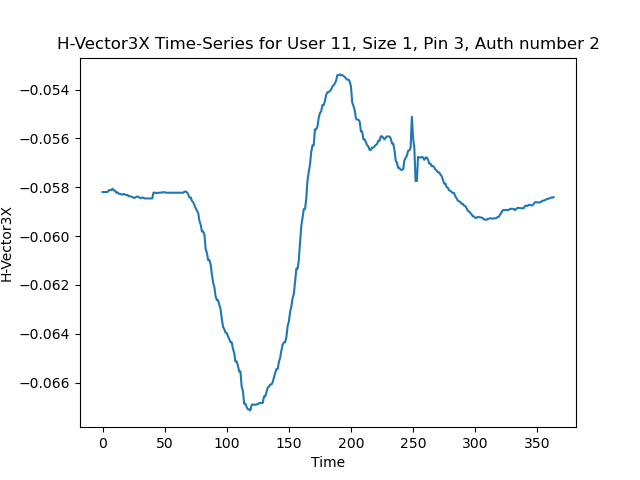 H-Vector3X Time-Series for User 11, Size 1, Pin 3, Auth number 2
−0.054
−0.056
−0.058
−0.060
−0.062
−0.064
−0.066
H-Vector3X
0 50 100 150 200 250 300 350
Time